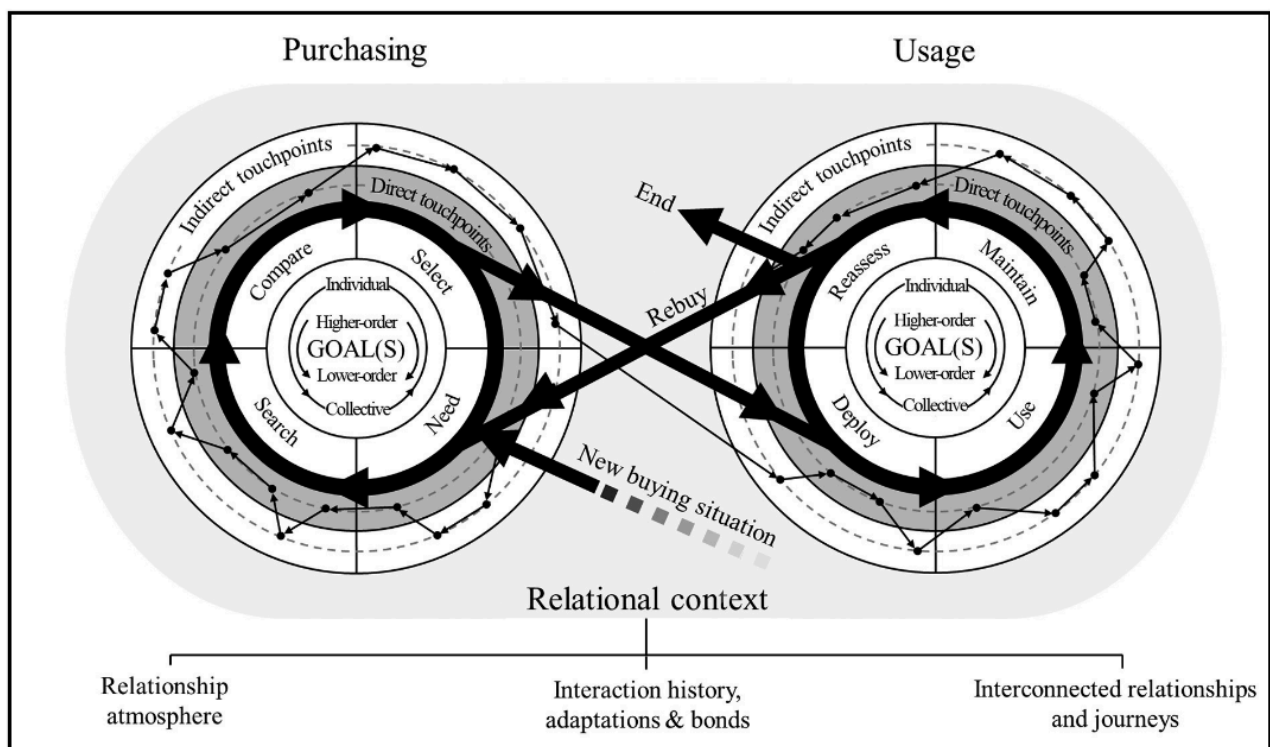 Purchasing
Usage
Indirect touchpoints
Direct touchpoints
Compare
Select
Search
Need
Individual
Higher-order
GOAL(S)
Lower-order
Collective
End
Rebuy
New buying situation
Indirect touchpoints
Direct touchpoints
Reassess
Maintain
Deploy
Use
Individual
Higher-order
GOAL(S)
Lower-order
Collective
Relational context
Relationship
atmosphere
Interaction history,
adaptations & bonds
Interconnected relationships
and journeys